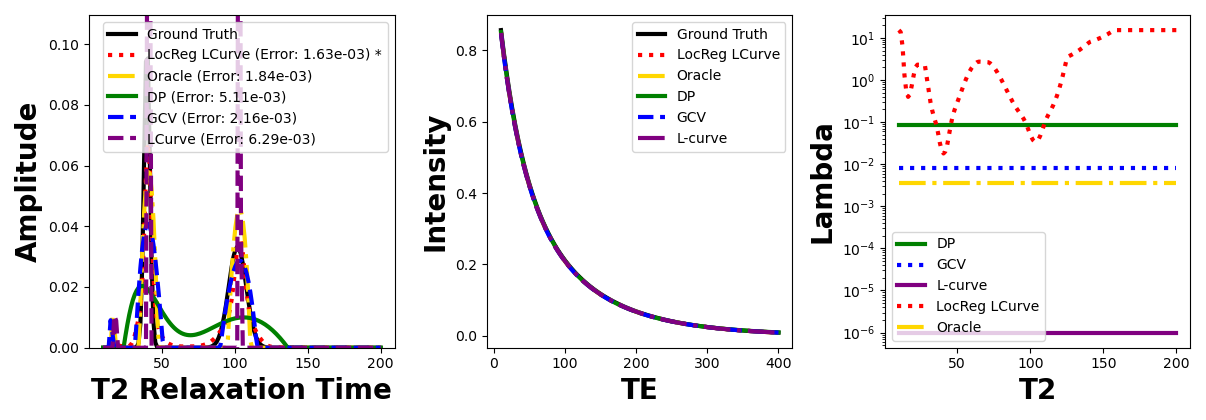 Amplitude
0.10
0.08
0.06
0.04
0.02
0.00
Ground Truth
LocReg LCurve (Error: 1.63e-03) *
Oracle (Error: 1.84e-03)
DP (Error: 5.11e-03)
GCV (Error: 2.16e-03)
LCurve (Error: 6.29e-03)
50 100 150 200
T2 Relaxation Time
Intensity
0.8
0.6
0.4
0.2
0.0
Ground Truth
LocReg LCurve
Oracle
DP
GCV
L-curve
0 100 200 300 400
TE
Lambda
10^1
10^0
10^-1
10^-2
10^-3
10^-4
10^-5
10^-6
DP
GCV
L-curve
LocReg LCurve
Oracle
50 100 150 200
T2